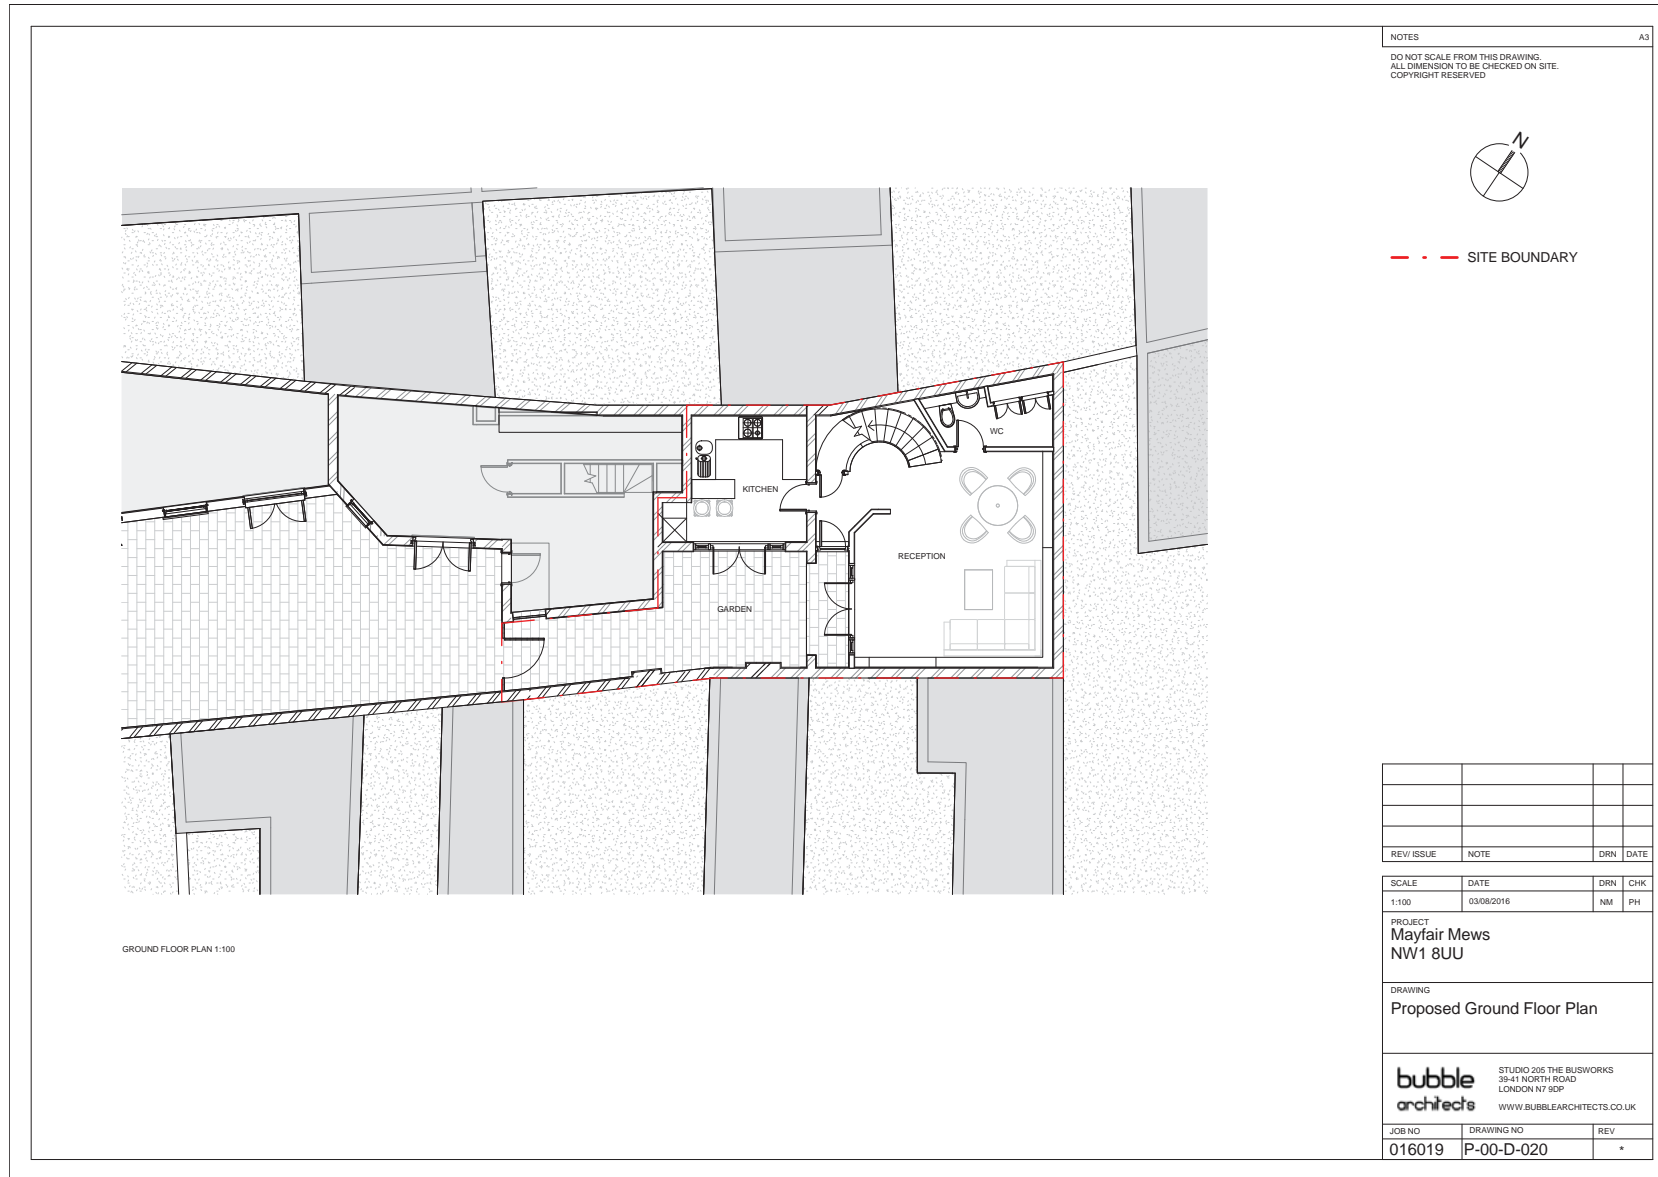 NOTES
A3
DO NOT SCALE FROM THIS DRAWING.
ALL DIMENSION TO BE CHECKED ON SITE.
COPYRIGHT RESERVED
N
SITE BOUNDARY
WC
KITCHEN
RECEPTION
GARDEN
GROUND FLOOR PLAN 1:100
REV/ ISSUE NOTE DRN DATE
SCALE DATE DRN CHK
1:100 03/08/2016 NM PH
PROJECT
Mayfair Mews
NW1 8UU
DRAWING
Proposed Ground Floor Plan
bubble
architects
STUDIO 205 THE BUSWORKS
39-41 NORTH ROAD
LONDON N7 9DP
WWW.BUBBLEARCHITECTS.CO.UK
JOB NO DRAWING NO REV
016019 P-00-D-020 *